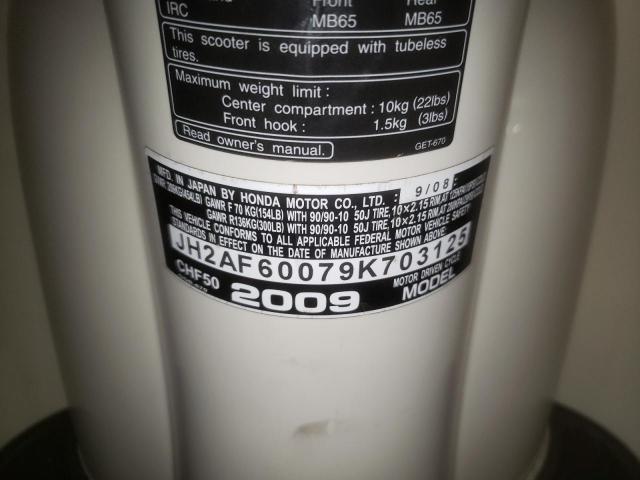 Front Rear
IRC MB65 MB65
This scooter is equipped with tubeless
tires.
Maximum weight limit :
Center compartment : 10kg (22lbs)
Front hook : 1.5kg (3lbs)
Read owner's manual.
GET-670
MFD. IN JAPAN BY HONDA MOTOR CO., LTD. : 9/08
GAWR F 70 KG(154LB) WITH 90/90-10 50J TIRE, 10×2.15 RIM, AT
GAWR R136KG(300LB) WITH 90/90-10 50J TIRE, 10×2.15 RIM, AT
THIS VEHICLE CONFORMS TO ALL APPLICABLE FEDERAL MOTOR VEHICLE SAFETY
STANDARDS IN EFFECT ON THE DATE OF MANUFACTURE.
JH2AF60079K703125
MOTOR DRIVEN CYCLE
CHF50 2009 MODEL